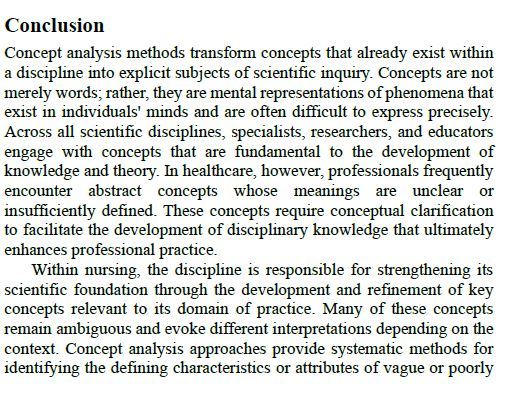 Conclusion
Concept analysis methods transform concepts that already exist within
a discipline into explicit subjects of scientific inquiry. Concepts are not
merely words; rather, they are mental representations of phenomena that
exist in individuals' minds and are often difficult to express precisely.
Across all scientific disciplines, specialists, researchers, and educators
engage with concepts that are fundamental to the development of
knowledge and theory. In healthcare, however, professionals frequently
encounter abstract concepts whose meanings are unclear or
insufficiently defined. These concepts require conceptual clarification
to facilitate the development of disciplinary knowledge that ultimately
enhances professional practice.
Within nursing, the discipline is responsible for strengthening its
scientific foundation through the development and refinement of key
concepts relevant to its domain of practice. Many of these concepts
remain ambiguous and evoke different interpretations depending on the
context. Concept analysis approaches provide systematic methods for
identifying the defining characteristics or attributes of vague or poorly